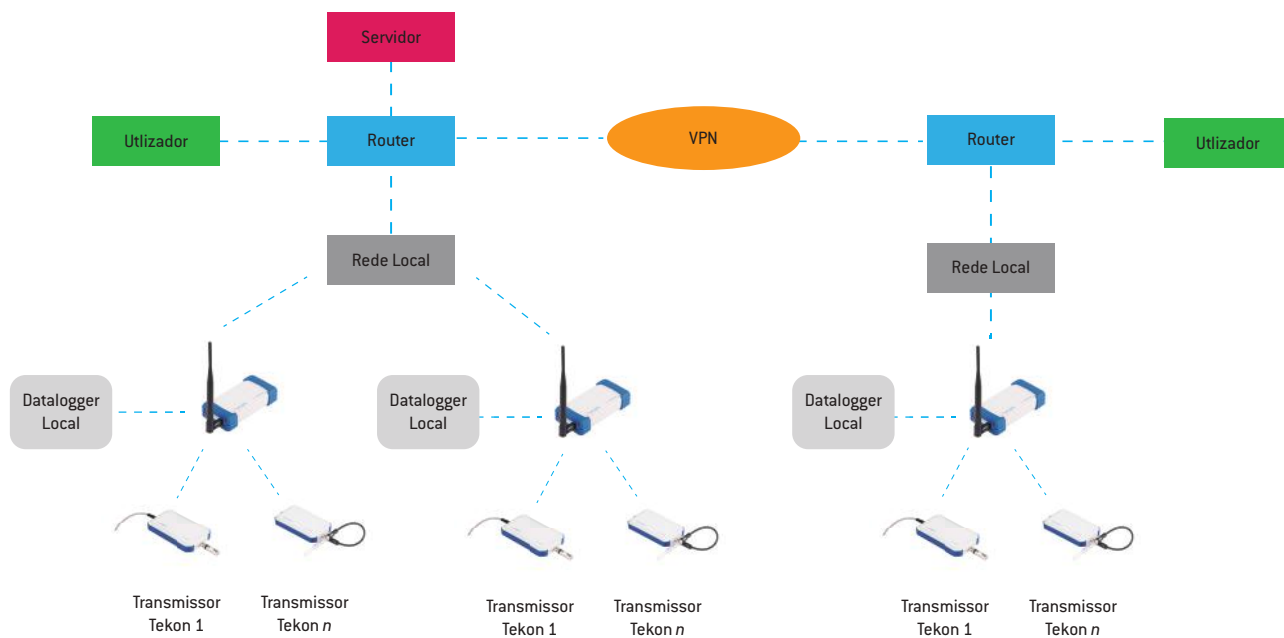 Servidor
Utlizador
Router
VPN
Router
Utlizador
Rede Local
Rede Local
Datalogger
Local
Datalogger
Local
Datalogger
Local
Transmissor
Tekon 1
Transmissor
Tekon n
Transmissor
Tekon 1
Transmissor
Tekon n
Transmissor
Tekon 1
Transmissor
Tekon n